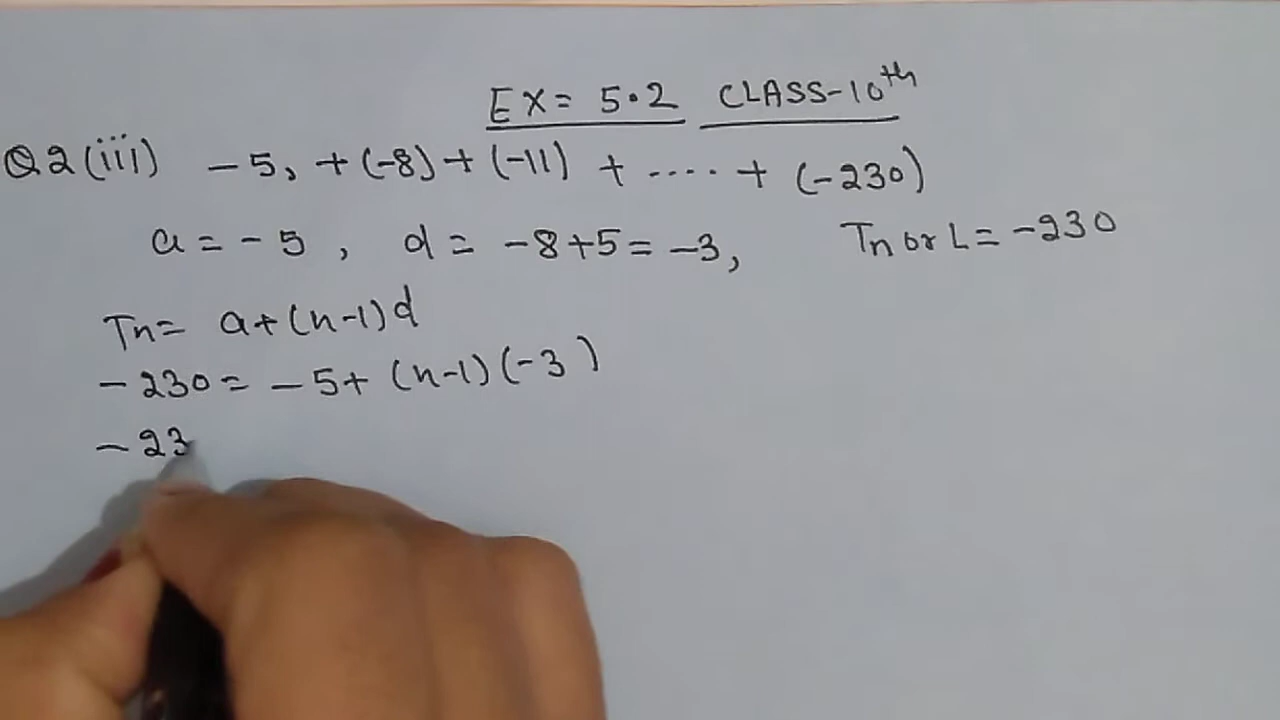 EX= 5.2 CLASS-10th
Q2(iii) -5, +(-8)+(-11) + .... + (-230)
a = -5 , d = -8+5 = -3, Tn or L = -230
Tn = a+(n-1)d
-230 = -5+ (n-1)(-3)
-23